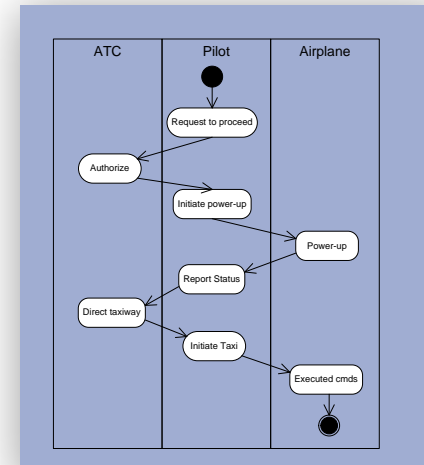 ATC
Pilot
Airplane
Request to proceed
Authorize
Initiate power-up
Power-up
Report Status
Direct taxiway
Initiate Taxi
Executed cmds